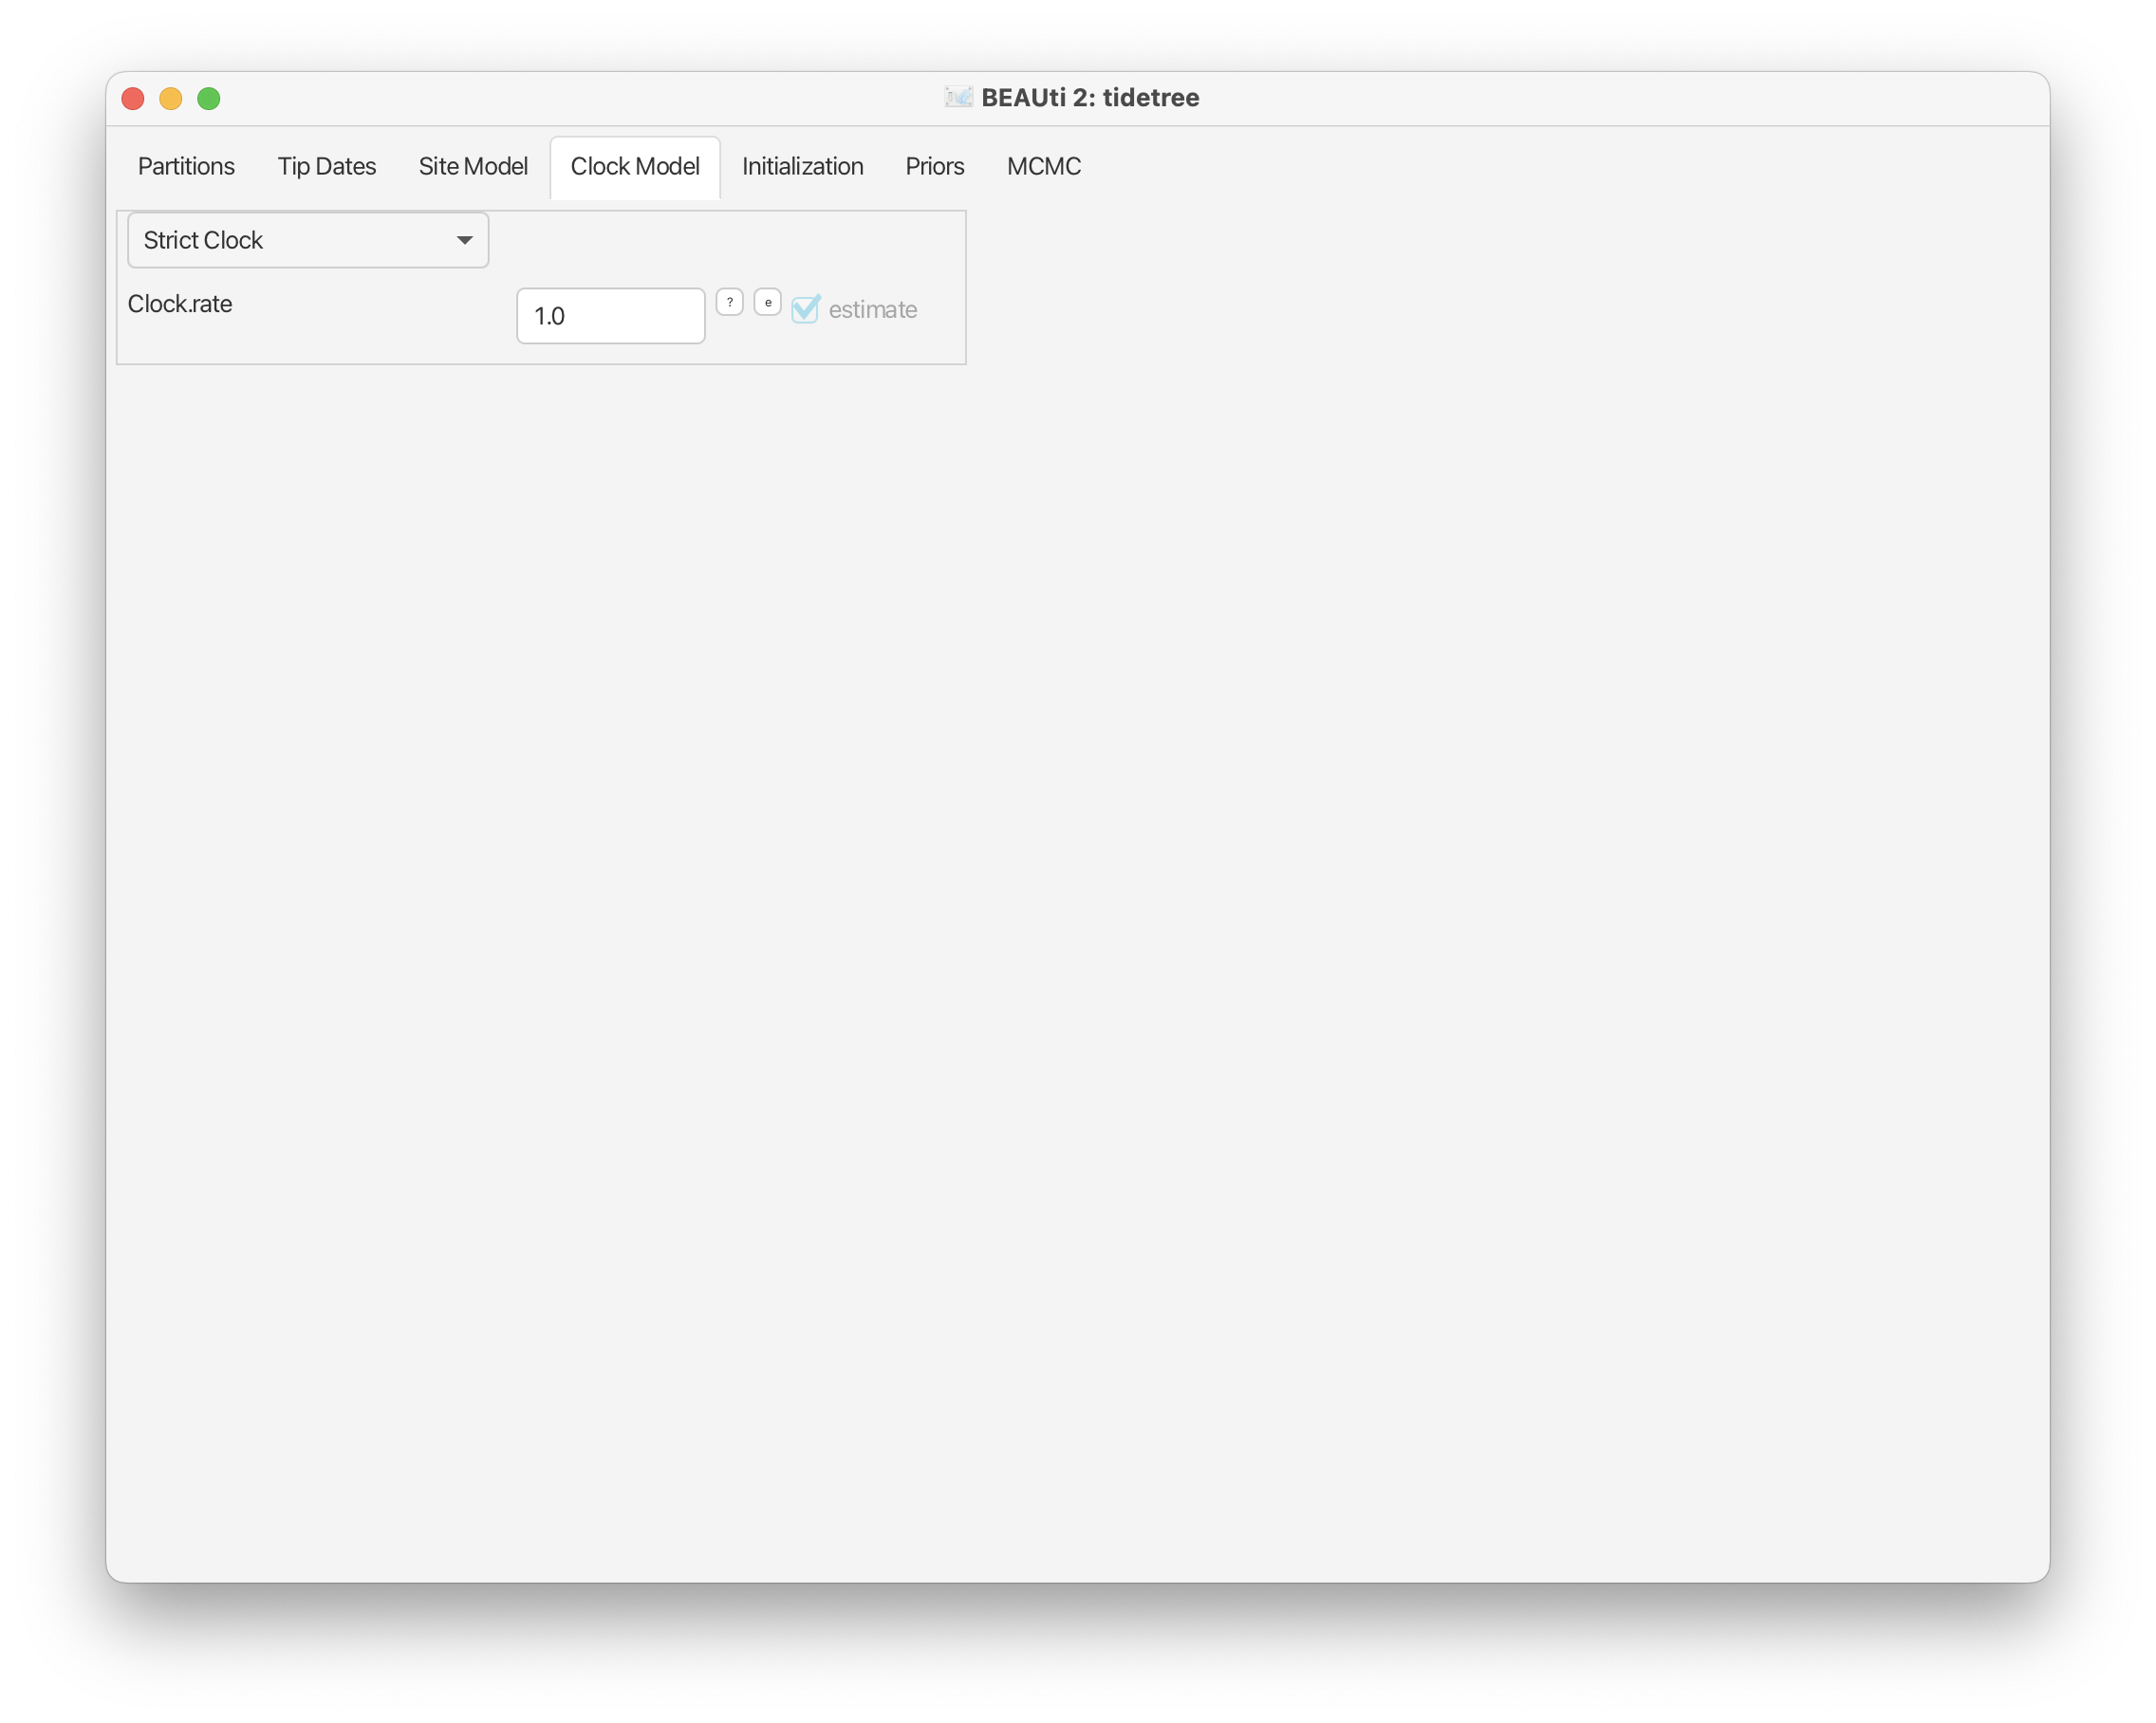 BEAUti 2: tidetree
Partitions Tip Dates Site Model Clock Model Initialization Priors MCMC
Strict Clock
Clock.rate 1.0 ? e estimate